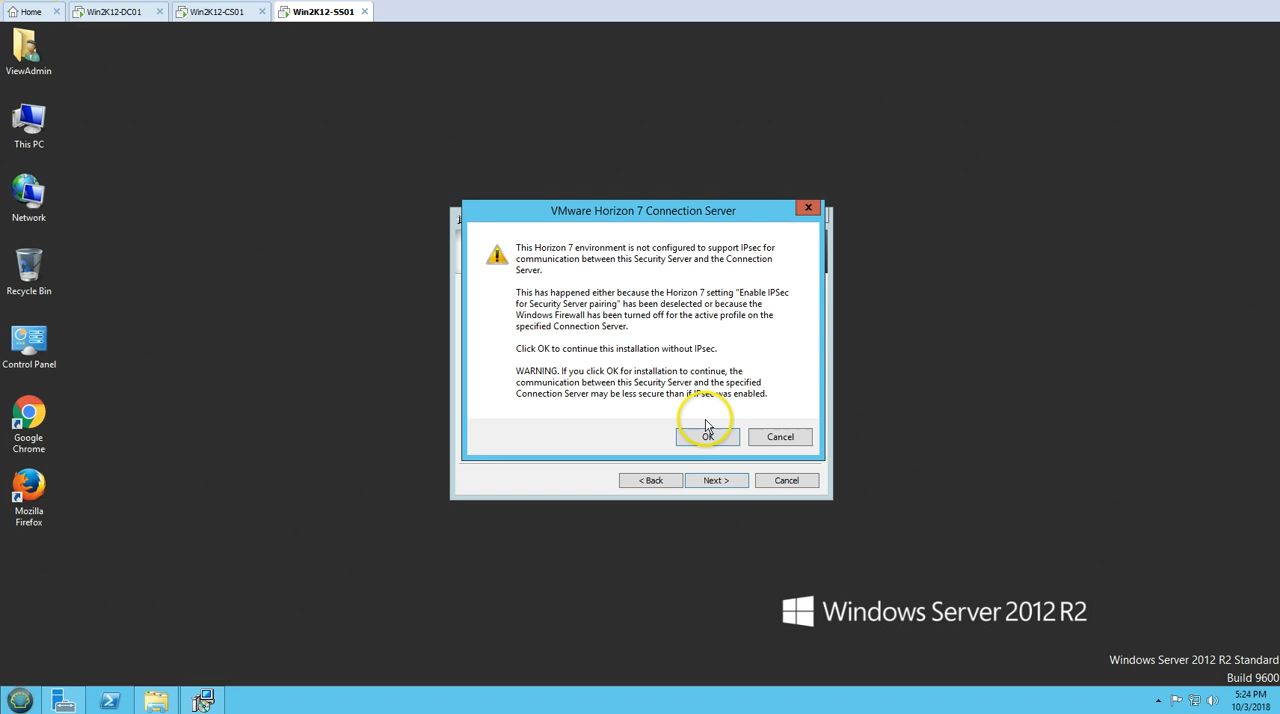 Home
Win2K12-DC01
Win2K12-CS01
Win2K12-SS01
ViewAdmin
This PC
Network
Recycle Bin
Control Panel
Google
Chrome
Mozilla
Firefox
VMware Horizon 7 Connection Server
This Horizon 7 environment is not configured to support IPsec for
communication between this Security Server and the Connection
Server.
This has happened either because the Horizon 7 setting "Enable IPSec
for Security Server pairing" has been deselected or because the
Windows Firewall has been turned off for the active profile on the
specified Connection Server.
Click OK to continue this installation without IPsec.
WARNING. If you click OK for installation to continue, the
communication between this Security Server and the specified
Connection Server may be less secure than if IPsec was enabled.
OK
Cancel
< Back
Next >
Cancel
Windows Server 2012 R2
Windows Server 2012 R2 Standard
Build 9600
5:24 PM
10/3/2018